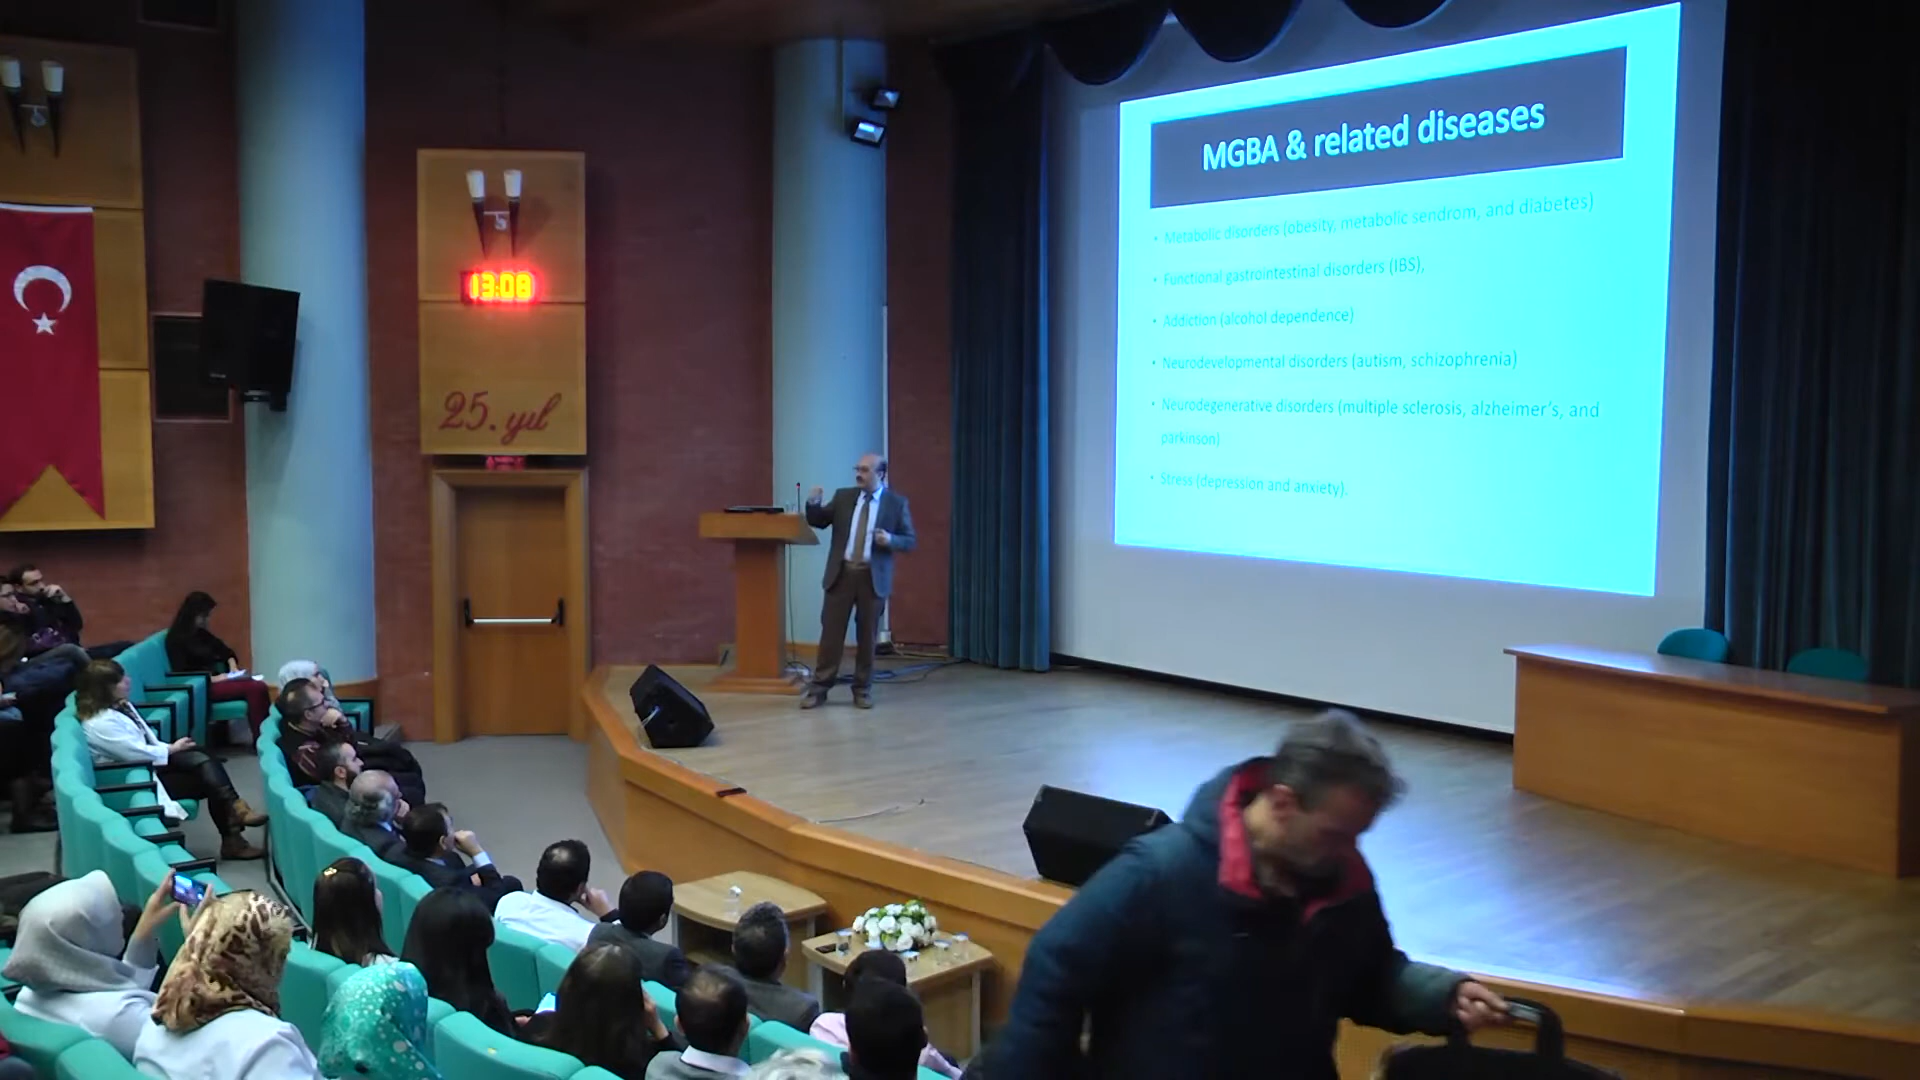 13:08
25. yıl
MGBA & related diseases
• Metabolic disorders (obesity, metabolic sendrom, and diabetes)
• Functional gastrointestinal disorders (IBS),
• Addiction (alcohol dependence)
• Neurodevelopmental disorders (autism, schizophrenia)
• Neurodegenerative disorders (multiple sclerosis, alzheimer's, and
parkinson)
• Stress (depression and anxiety).